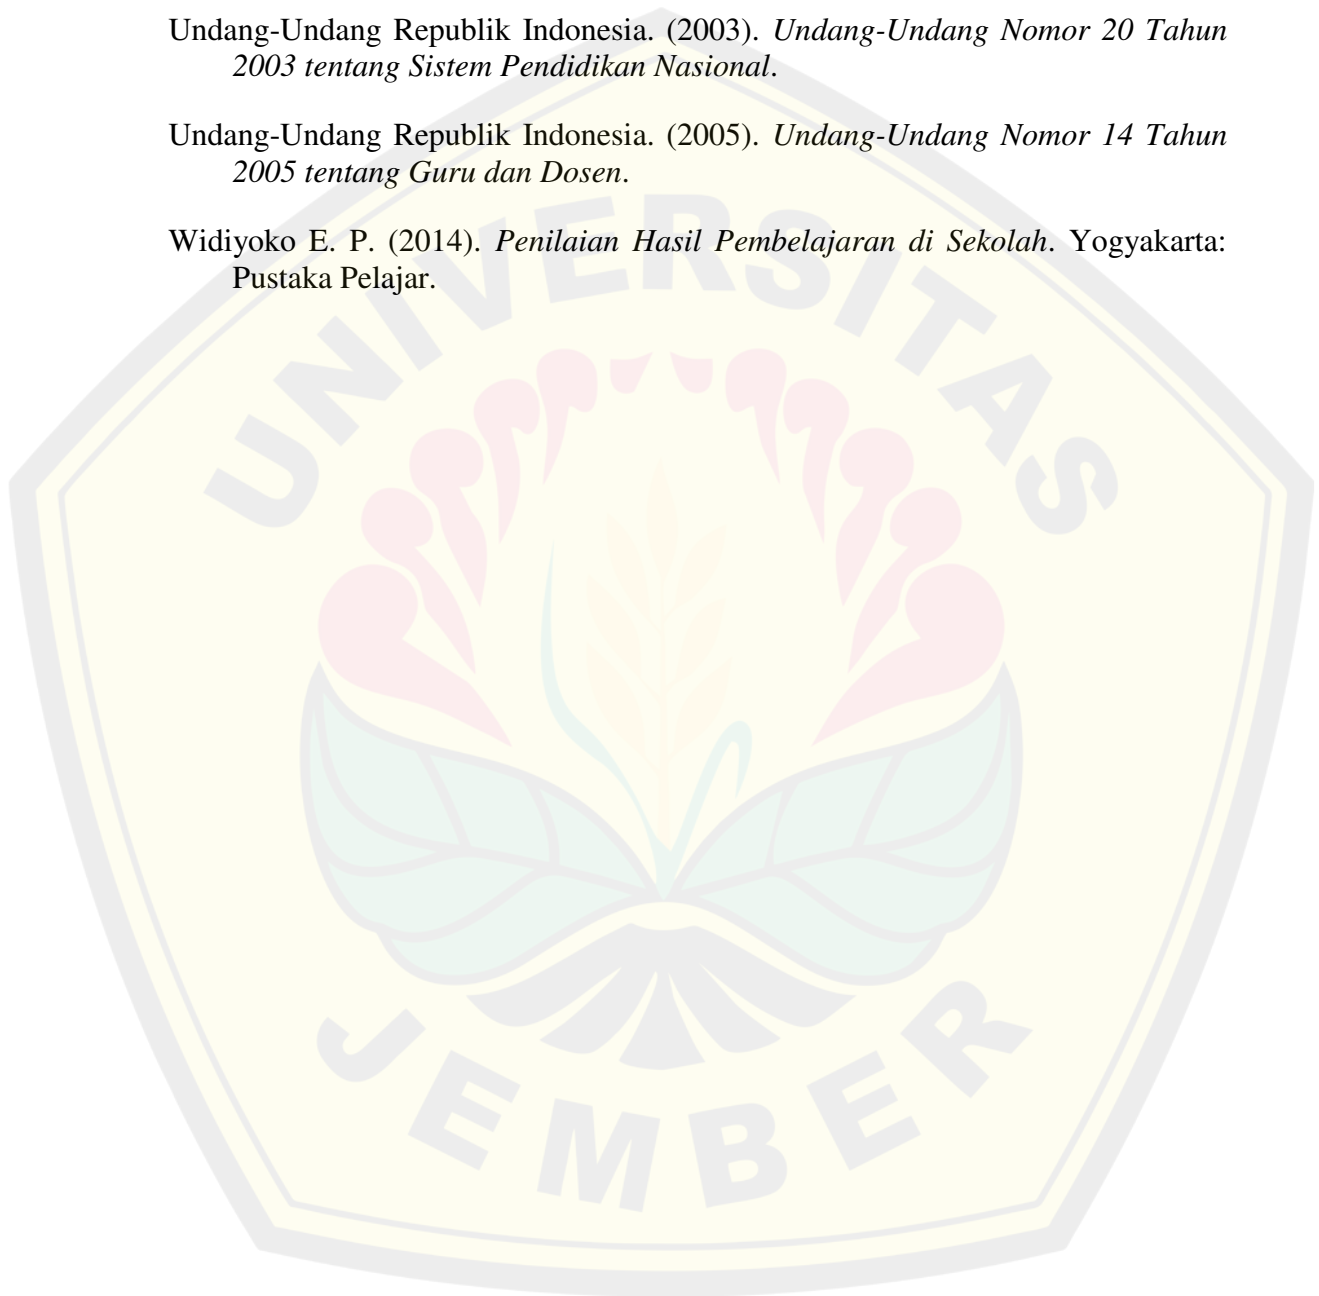 Undang-Undang Republik Indonesia. (2003). Undang-Undang Nomor 20 Tahun
2003 tentang Sistem Pendidikan Nasional.
Undang-Undang Republik Indonesia. (2005). Undang-Undang Nomor 14 Tahun
2005 tentang Guru dan Dosen.
Widiyoko E. P. (2014). Penilaian Hasil Pembelajaran di Sekolah. Yogyakarta:
Pustaka Pelajar.
UNIVERSITAS
JEMBER